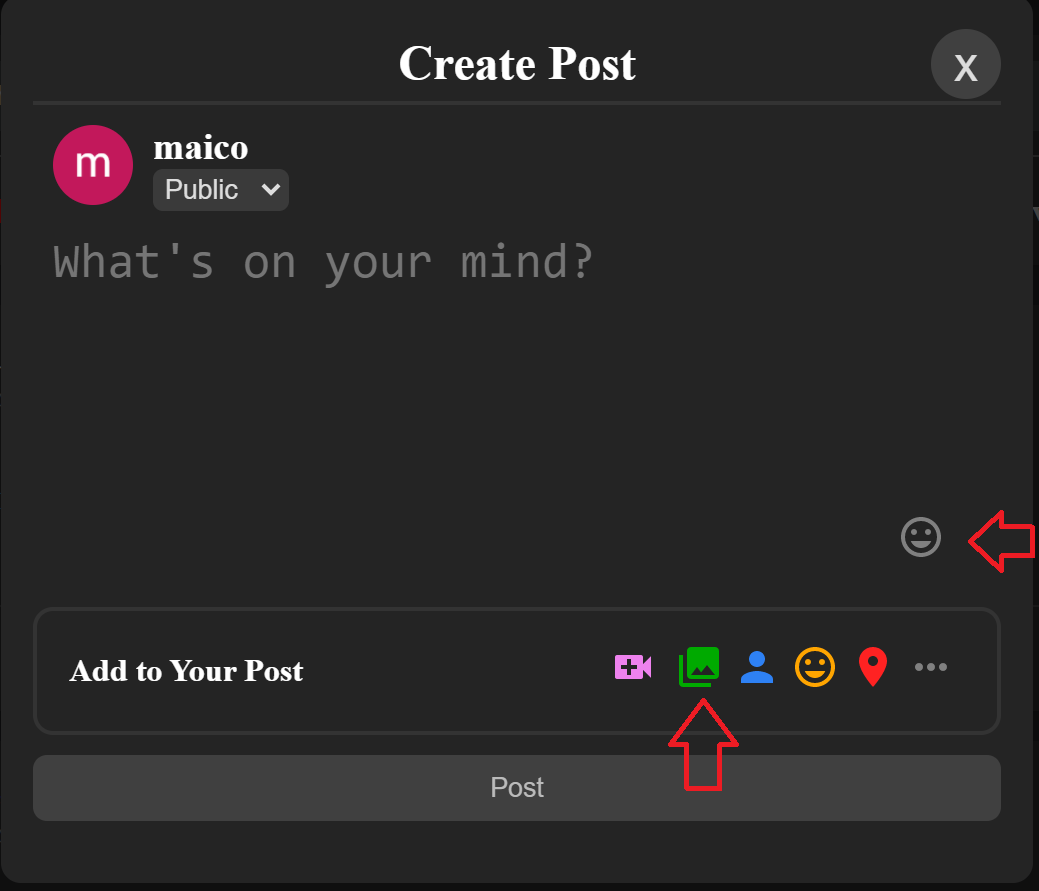 Create Post
X
m
maico
Public
What's on your mind?
Add to Your Post
Post